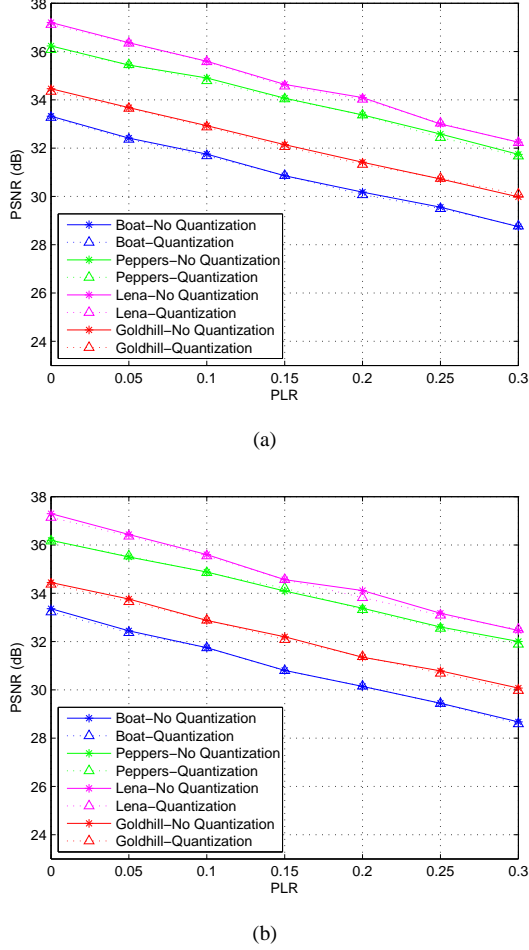 38
36
34
32
30
28
26
24
PSNR (dB)
Boat−No Quantization
Boat−Quantization
Peppers−No Quantization
Peppers−Quantization
Lena−No Quantization
Lena−Quantization
Goldhill−No Quantization
Goldhill−Quantization
0 0.05 0.1 0.15 0.2 0.25 0.3
PLR
(a)
38
36
34
32
30
28
26
24
PSNR (dB)
Boat−No Quantization
Boat−Quantization
Peppers−No Quantization
Peppers−Quantization
Lena−No Quantization
Lena−Quantization
Goldhill−No Quantization
Goldhill−Quantization
0 0.05 0.1 0.15 0.2 0.25 0.3
PLR
(b)